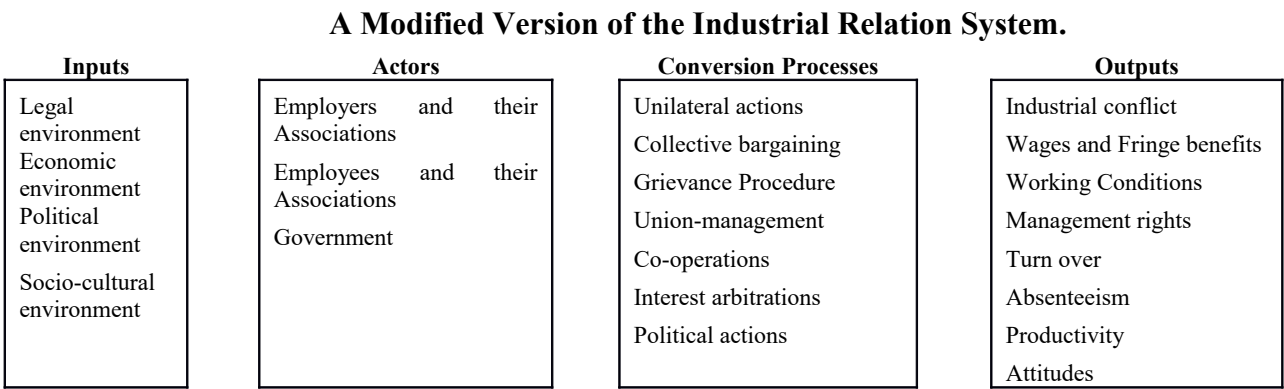 A Modified Version of the Industrial Relation System.
Inputs
Legal
environment
Economic
environment
Political
environment
Socio-cultural
environment
Actors
Employers and their
Associations
Employees and their
Associations
Government
Conversion Processes
Unilateral actions
Collective bargaining
Grievance Procedure
Union-management
Co-operations
Interest arbitrations
Political actions
Outputs
Industrial conflict
Wages and Fringe benefits
Working Conditions
Management rights
Turn over
Absenteeism
Productivity
Attitudes